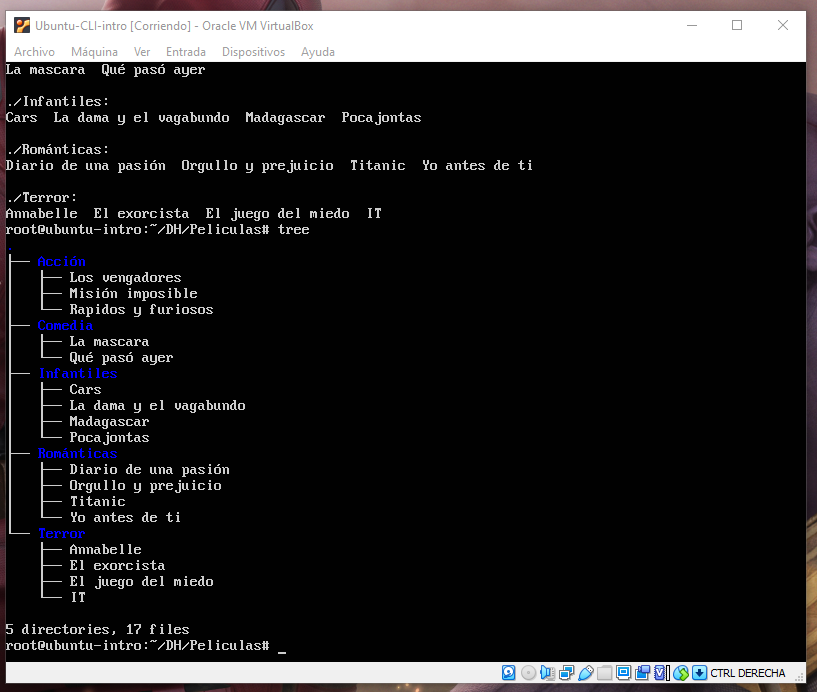 Ubuntu-CLI-intro [Corriendo] - Oracle VM VirtualBox
Archivo Máquina Ver Entrada Dispositivos Ayuda
La mascara  Qué pasó ayer
./Infantiles:
Cars  La dama y el vagabundo  Madagascar  Pocajontas
./Románticas:
Diario de una pasión  Orgullo y prejuicio  Titanic  Yo antes de ti
./Terror:
Annabelle  El exorcista  El juego del miedo  IT
root@ubuntu-intro:~/DH/Peliculas# tree
.
├── Acción
│   ├── Los vengadores
│   ├── Misión imposible
│   └── Rapidos y furiosos
├── Comedia
│   ├── La mascara
│   └── Qué pasó ayer
├── Infantiles
│   ├── Cars
│   ├── La dama y el vagabundo
│   ├── Madagascar
│   └── Pocajontas
├── Románticas
│   ├── Diario de una pasión
│   ├── Orgullo y prejuicio
│   ├── Titanic
│   └── Yo antes de ti
└── Terror
    ├── Annabelle
    ├── El exorcista
    ├── El juego del miedo
    └── IT
5 directories, 17 files
root@ubuntu-intro:~/DH/Peliculas# _
CTRL DERECHA